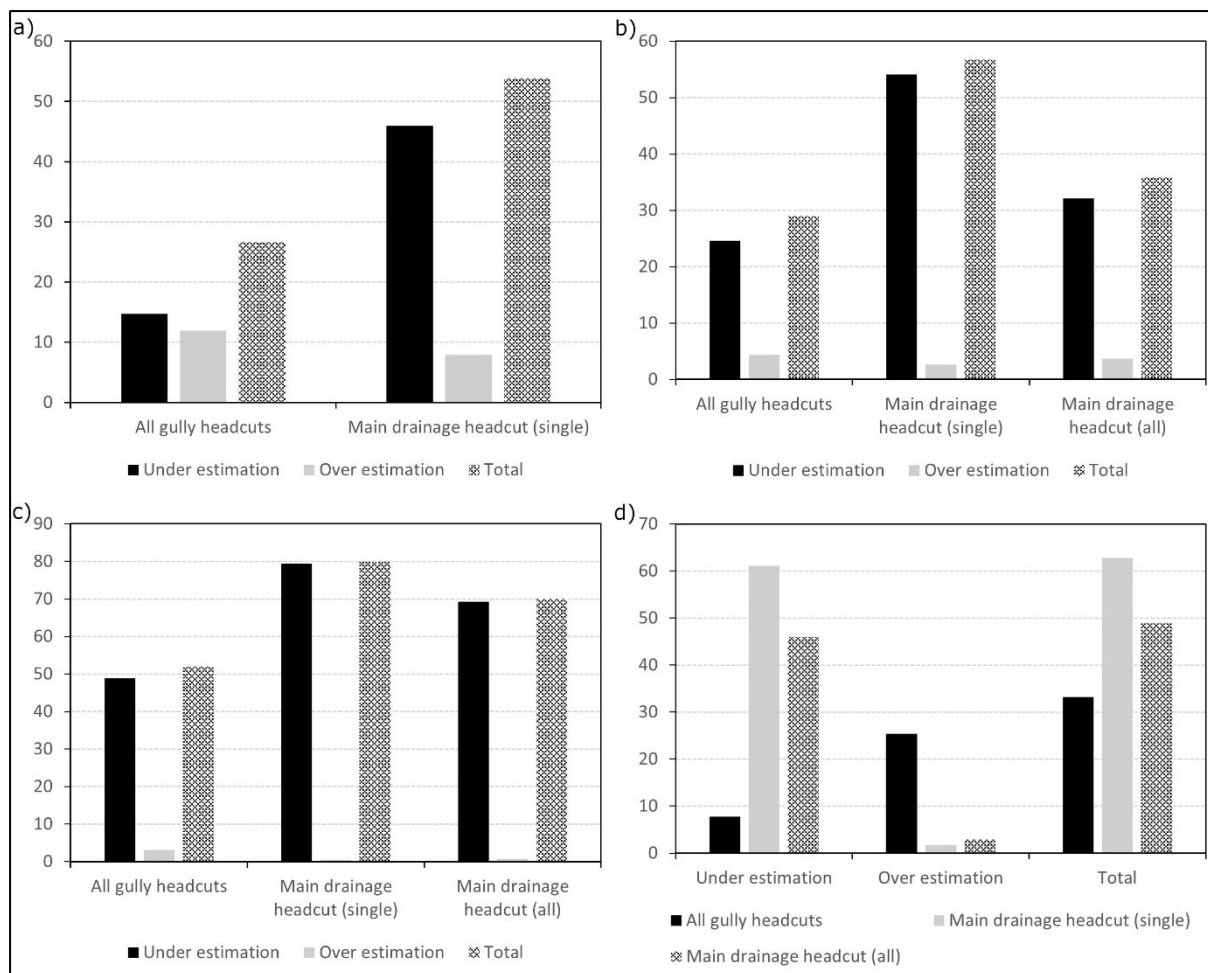 a)
60
50
40
30
20
10
0
All gully headcuts Main drainage headcut (single)
Under estimation Over estimation Total
b)
60
50
40
30
20
10
0
All gully headcuts Main drainage headcut (single) Main drainage headcut (all)
Under estimation Over estimation Total
c)
90
80
70
60
50
40
30
20
10
0
All gully headcuts Main drainage headcut (single) Main drainage headcut (all)
Under estimation Over estimation Total
d)
70
60
50
40
30
20
10
0
Under estimation Over estimation Total
All gully headcuts Main drainage headcut (single)
Main drainage headcut (all)